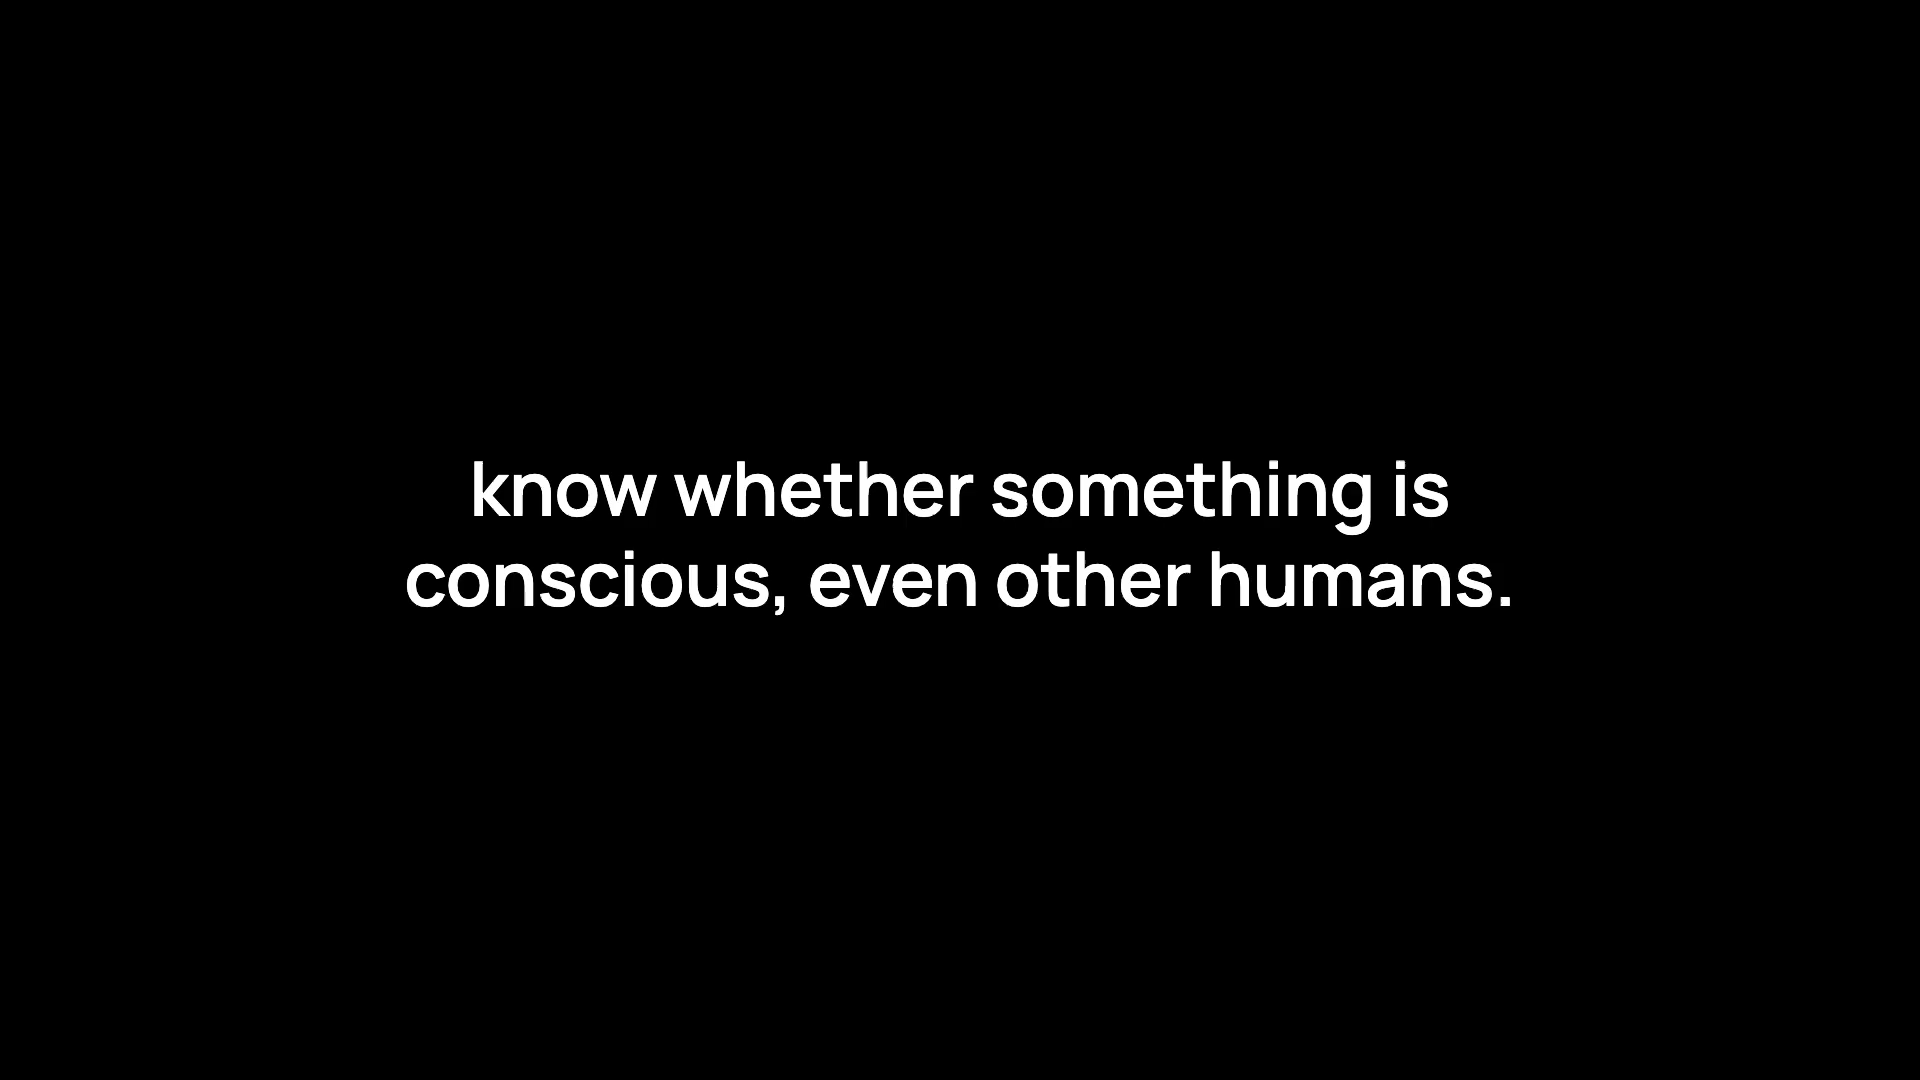 know whether something is
conscious, even other humans.